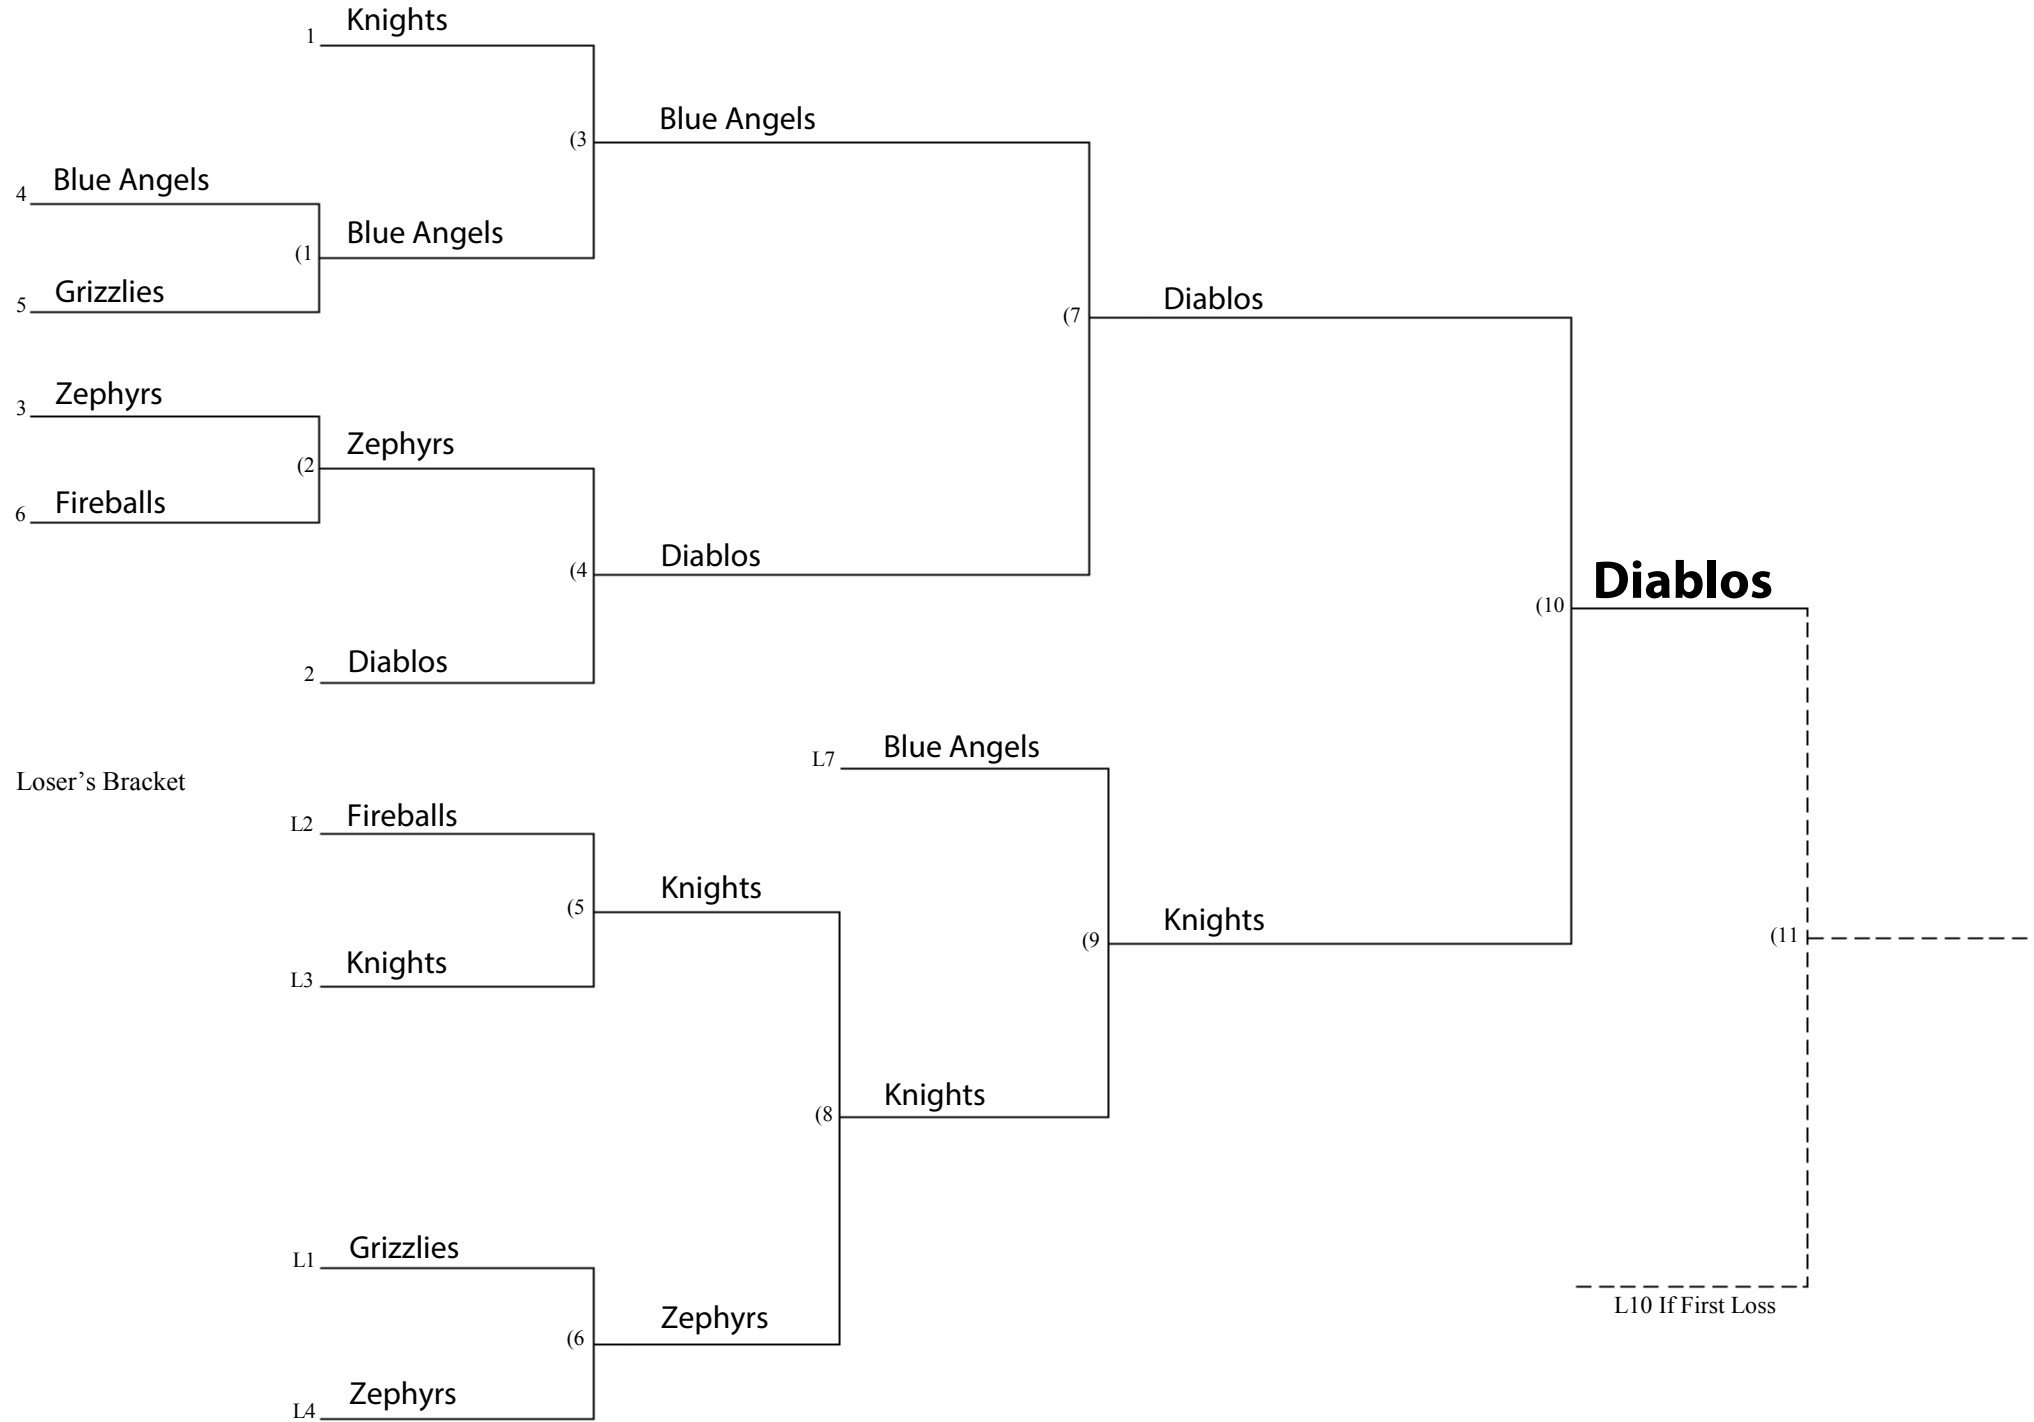 Knights
1
Blue Angels
(3
Blue Angels
4
Blue Angels
(1
Grizzlies
5
Diablos
(7
Zephyrs
3
Zephyrs
(2
Fireballs
6
Diablos
(4
Diablos
(10
Diablos
2
Blue Angels
L7
Loser’s Bracket
Fireballs
L2
Knights
(5
Knights
(9
(11
Knights
L3
Knights
(8
Grizzlies
L1
L10 If First Loss
Zephyrs
(6
Zephyrs
L4